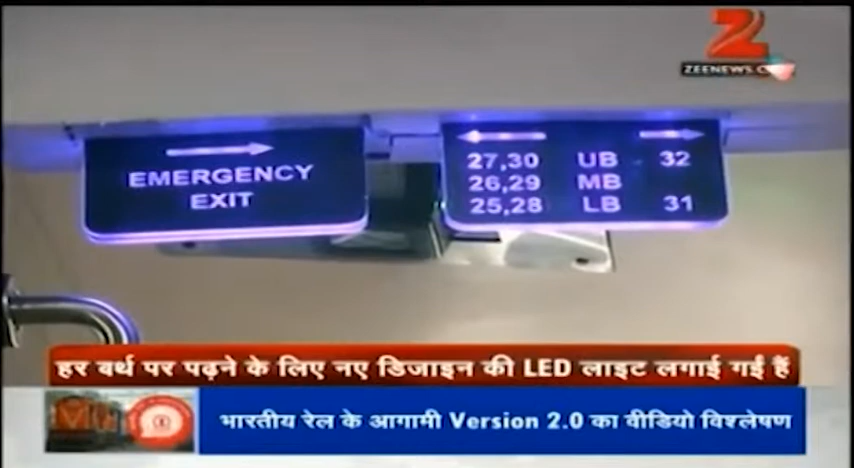 Z
ZEENEWS.C
EMERGENCY
EXIT
27,30 UB 32
26,29 MB
25,28 LB 31
हर बर्थ पर पढ़ने के लिए नए डिजाइन की LED लाइट लगाई गईं हैं
भारतीय रेल के आगामी Version 2.0 का वीडियो विश्लेषण